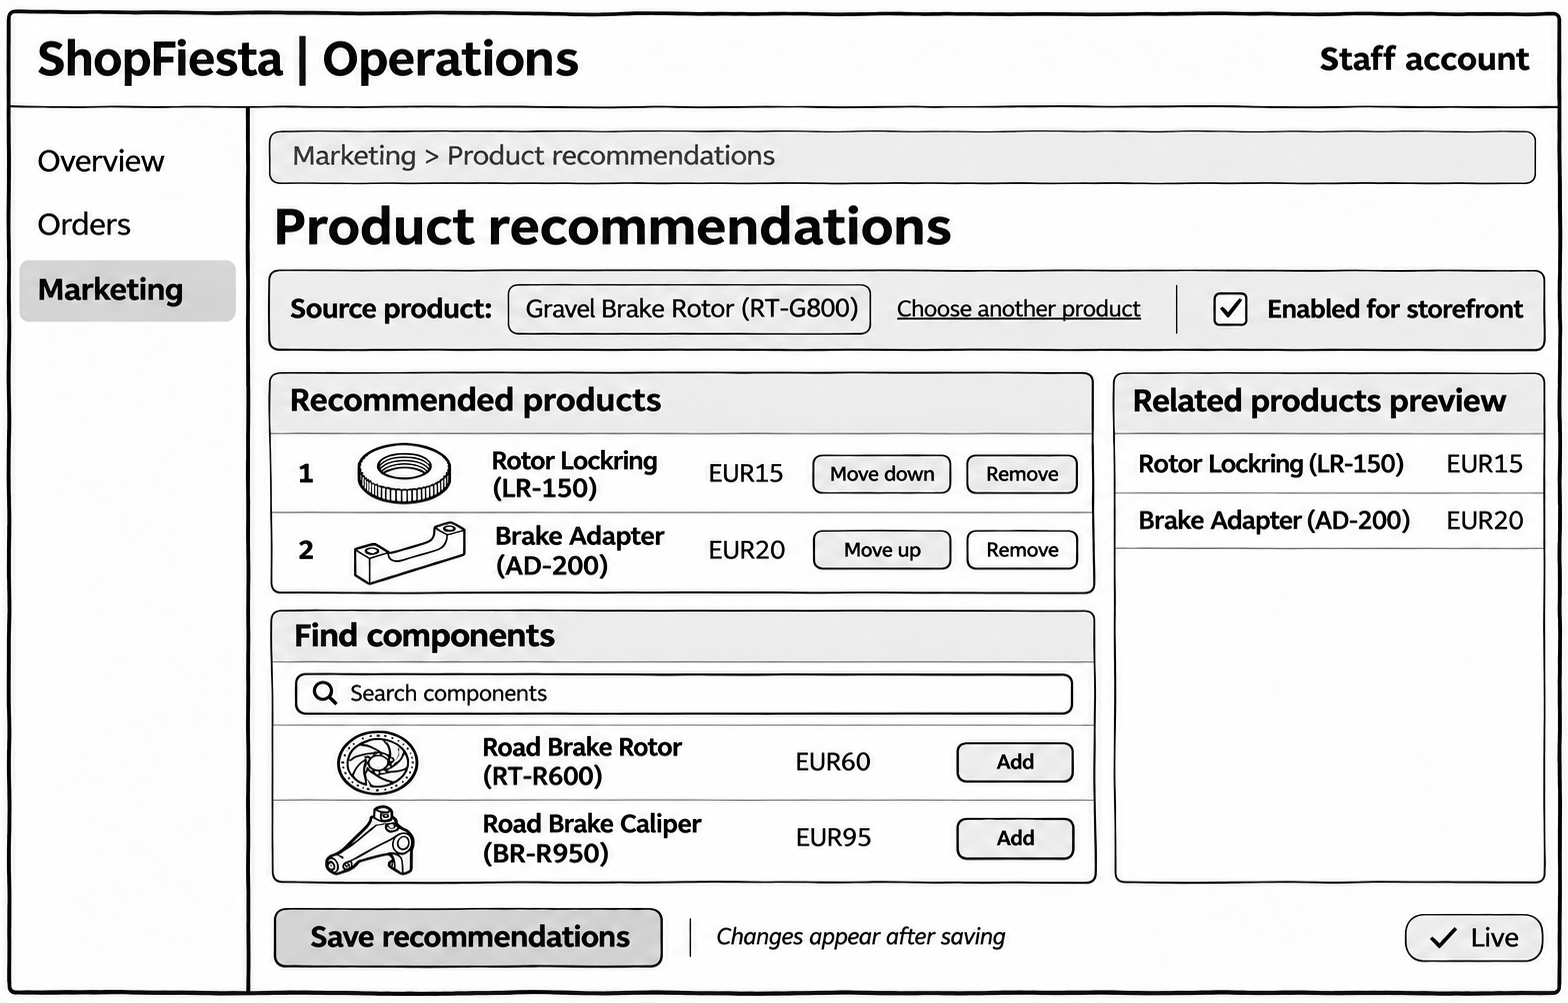 ShopFiesta | Operations
Staff account
Overview
Orders
Marketing
Marketing > Product recommendations
Product recommendations
Source product:
Gravel Brake Rotor (RT-G800)
Choose another product
Enabled for storefront
Recommended products
1
Rotor Lockring
(LR-150)
EUR15
Move down
Remove
2
Brake Adapter
(AD-200)
EUR20
Move up
Remove
Find components
Search components
Road Brake Rotor
(RT-R600)
EUR60
Add
Road Brake Caliper
(BR-R950)
EUR95
Add
Related products preview
Rotor Lockring (LR-150) EUR15
Brake Adapter (AD-200) EUR20
Save recommendations
Changes appear after saving
Live